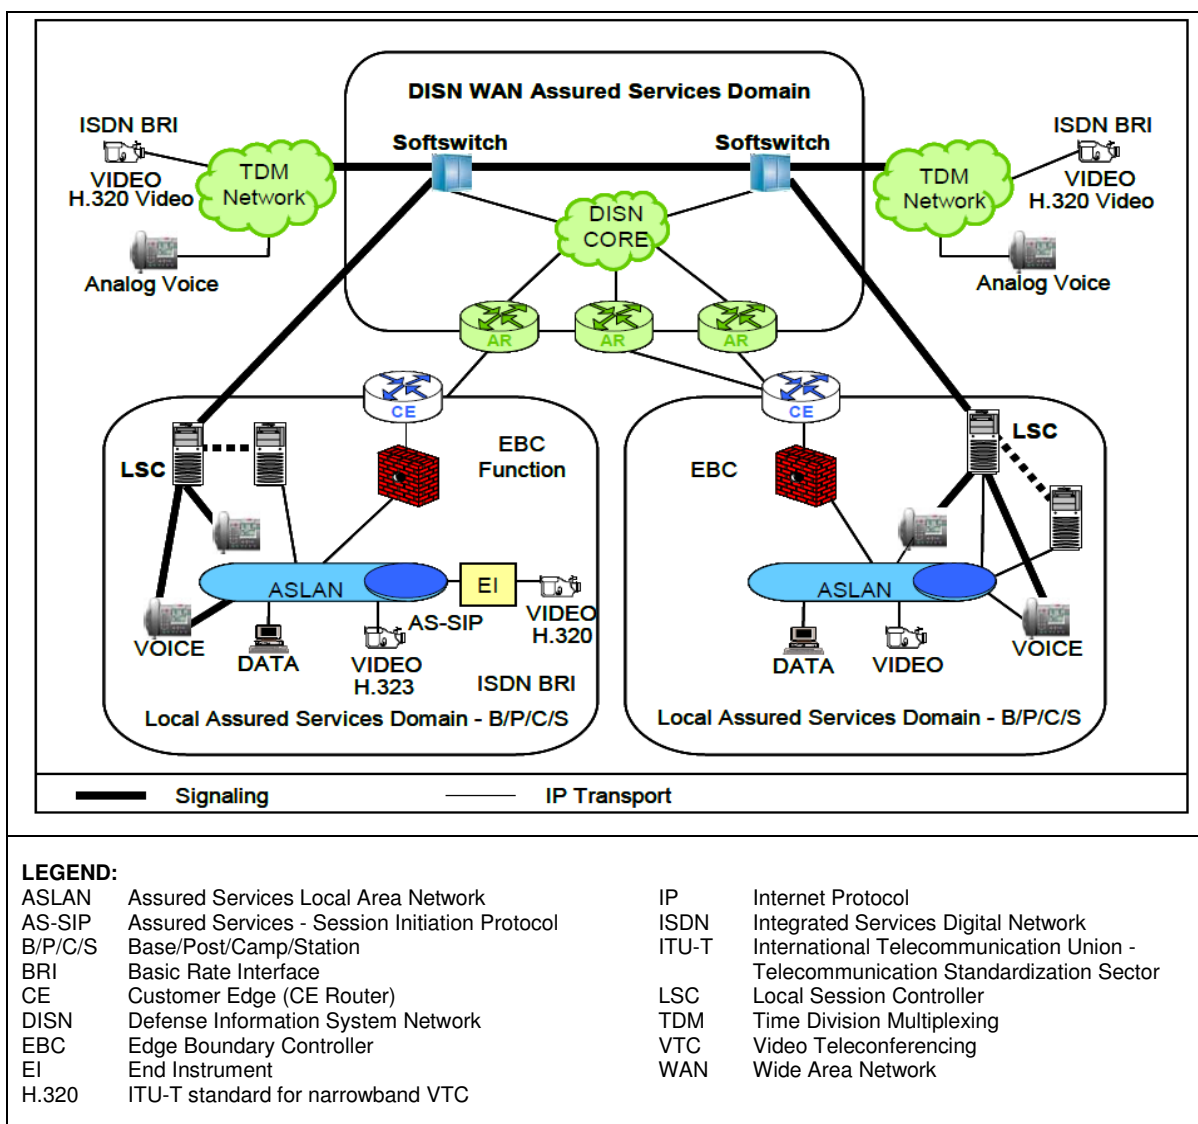 DISN WAN Assured Services Domain
ISDN BRI
VIDEO
H.320 Video
TDM
Network
Analog Voice
Softswitch
Softswitch
DISN
CORE
ISDN BRI
VIDEO
H.320 Video
TDM
Network
Analog Voice
AR
AR
AR
CE
CE
LSC
EBC
Function
EBC
LSC
ASLAN
EI
AS-SIP
VIDEO
H.320
VOICE
DATA
VIDEO
H.323
ISDN BRI
Local Assured Services Domain - B/P/C/S
ASLAN
DATA
VIDEO
VOICE
Local Assured Services Domain - B/P/C/S
Signaling
IP Transport
LEGEND:
ASLAN Assured Services Local Area Network
AS-SIP Assured Services - Session Initiation Protocol
B/P/C/S Base/Post/Camp/Station
BRI Basic Rate Interface
CE Customer Edge (CE Router)
DISN Defense Information System Network
EBC Edge Boundary Controller
EI End Instrument
H.320 ITU-T standard for narrowband VTC
IP Internet Protocol
ISDN Integrated Services Digital Network
ITU-T International Telecommunication Union -
Telecommunication Standardization Sector
LSC Local Session Controller
TDM Time Division Multiplexing
VTC Video Teleconferencing
WAN Wide Area Network